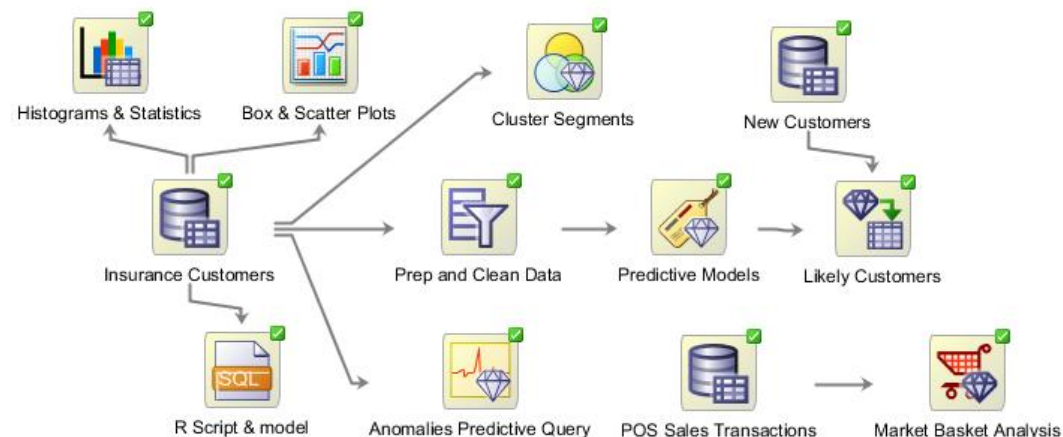 Histograms & Statistics
Box & Scatter Plots
Cluster Segments
New Customers
Insurance Customers
Prep and Clean Data
Predictive Models
Likely Customers
SQL
R Script & model
Anomalies Predictive Query
POS Sales Transactions
Market Basket Analysis